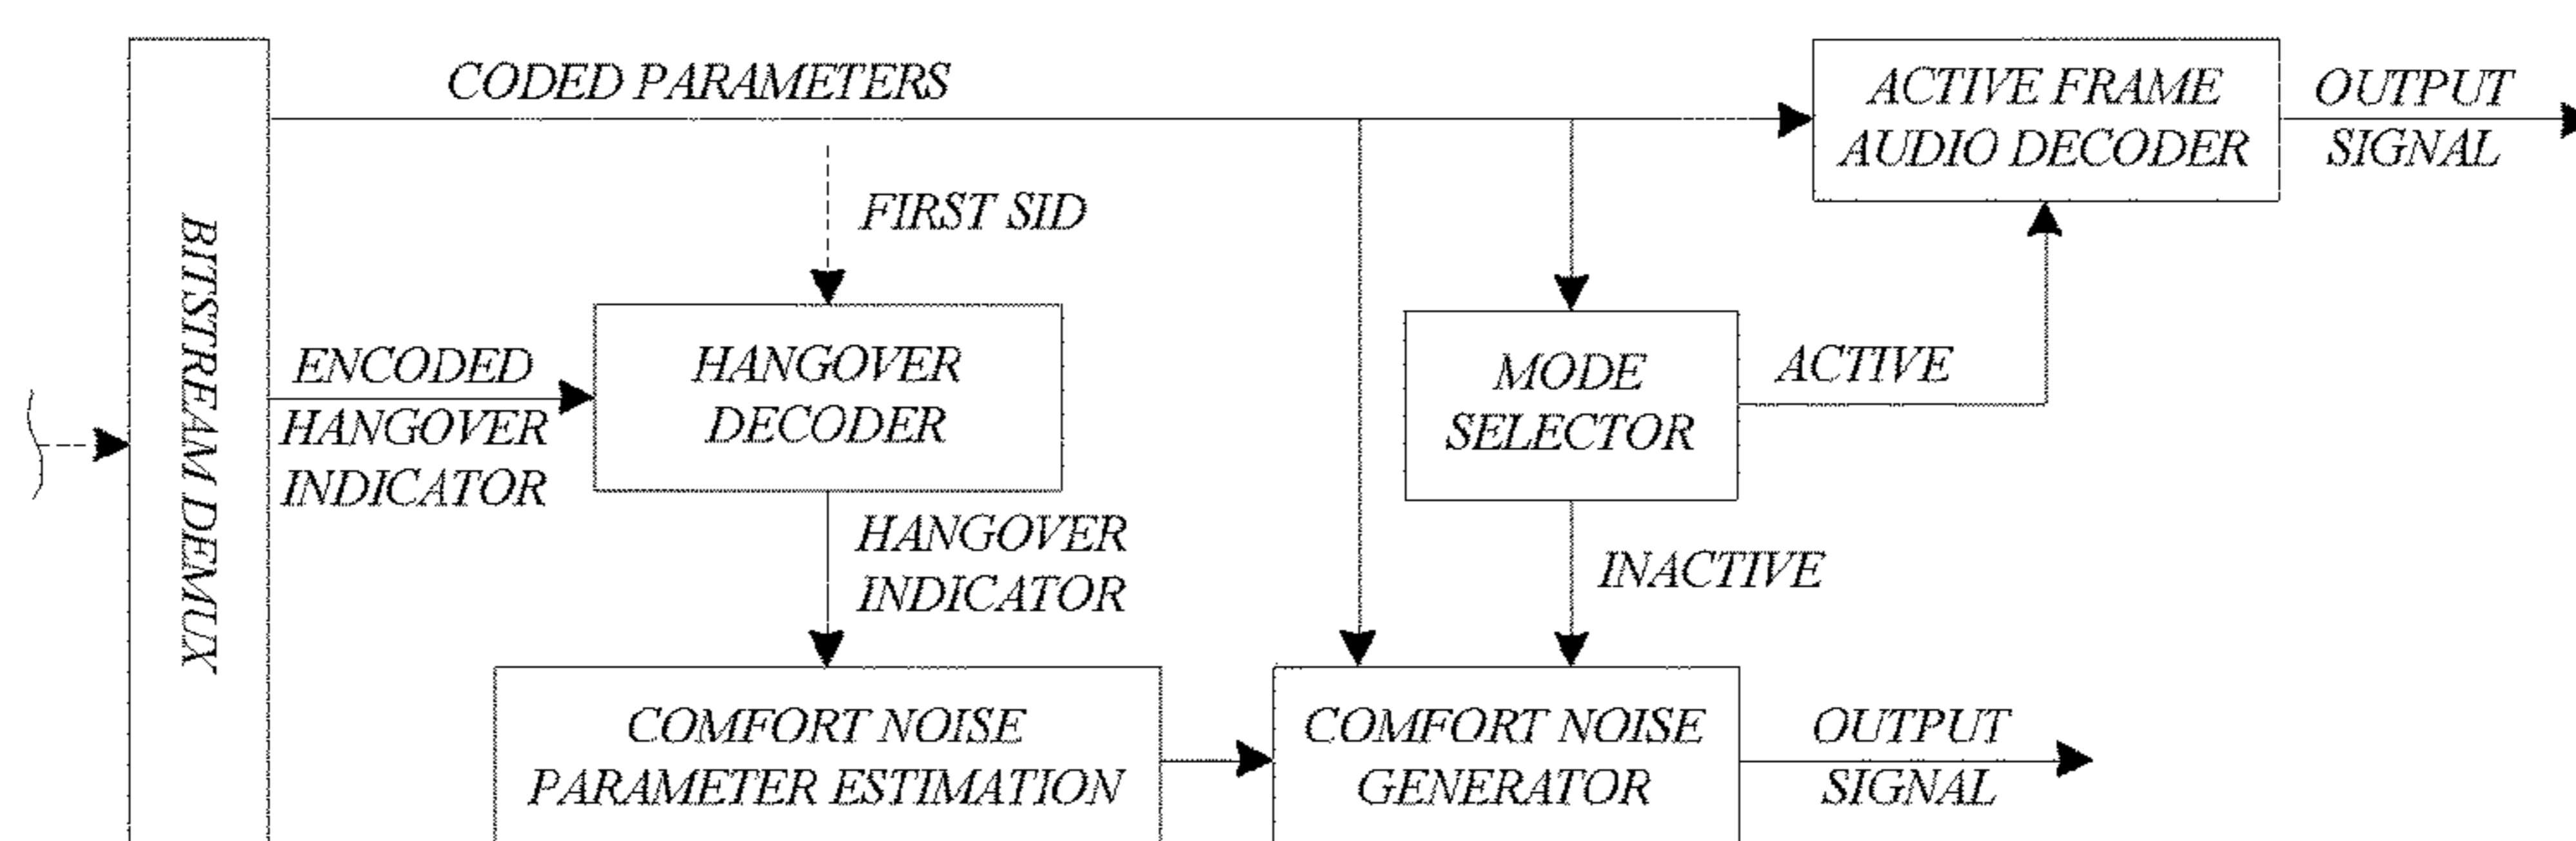 CODED PARAMETERS
ACTIVE FRAME
AUDIO DECODER
OUTPUT
SIGNAL
FIRST SID
BITSTREAM DEMUX
ENCODED
HANGOVER
INDICATOR
HANGOVER
DECODER
MODE
SELECTOR
ACTIVE
HANGOVER
INDICATOR
INACTIVE
COMFORT NOISE
PARAMETER ESTIMATION
COMFORT NOISE
GENERATOR
OUTPUT
SIGNAL